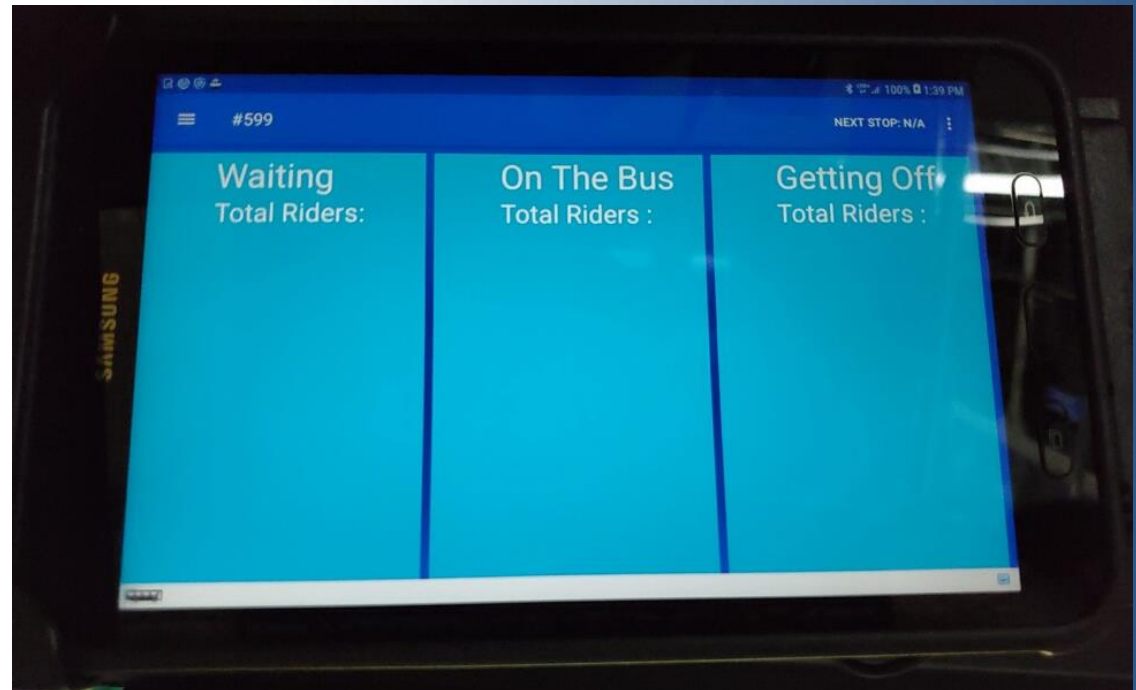 100% 1:39 PM
#599
NEXT STOP: N/A
Waiting
Total Riders:
On The Bus
Total Riders :
Getting Off
Total Riders :
SAMSUNG